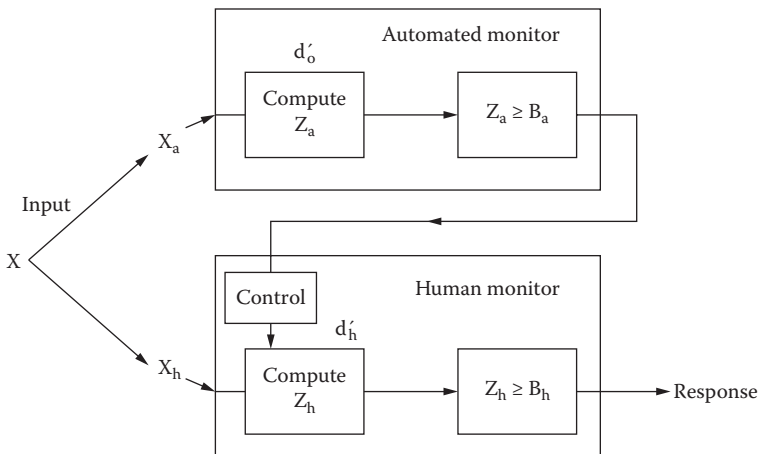 Automated monitor
d′o
Compute
Za
Za ≥ Ba
Xa
Input
X
Control
Human monitor
d′h
Xh
Compute
Zh
Zh ≥ Bh
Response